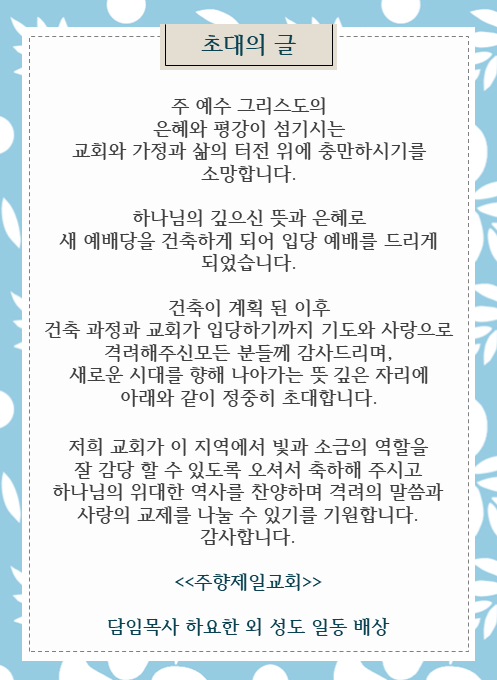 초대의 글
주 예수 그리스도의
은혜와 평강이 섬기시는
교회와 가정과 삶의 터전 위에 충만하시기를
소망합니다.
하나님의 깊으신 뜻과 은혜로
새 예배당을 건축하게 되어 입당 예배를 드리게
되었습니다.
건축이 계획 된 이후
건축 과정과 교회가 입당하기까지 기도와 사랑으로
격려해주신모든 분들께 감사드리며,
새로운 시대를 향해 나아가는 뜻 깊은 자리에
아래와 같이 정중히 초대합니다.
저희 교회가 이 지역에서 빛과 소금의 역할을
잘 감당 할 수 있도록 오셔서 축하해 주시고
하나님의 위대한 역사를 찬양하며 격려의 말씀과
사랑의 교제를 나눌 수 있기를 기원합니다.
감사합니다.
<<주향제일교회>>
담임목사 하요한 외 성도 일동 배상